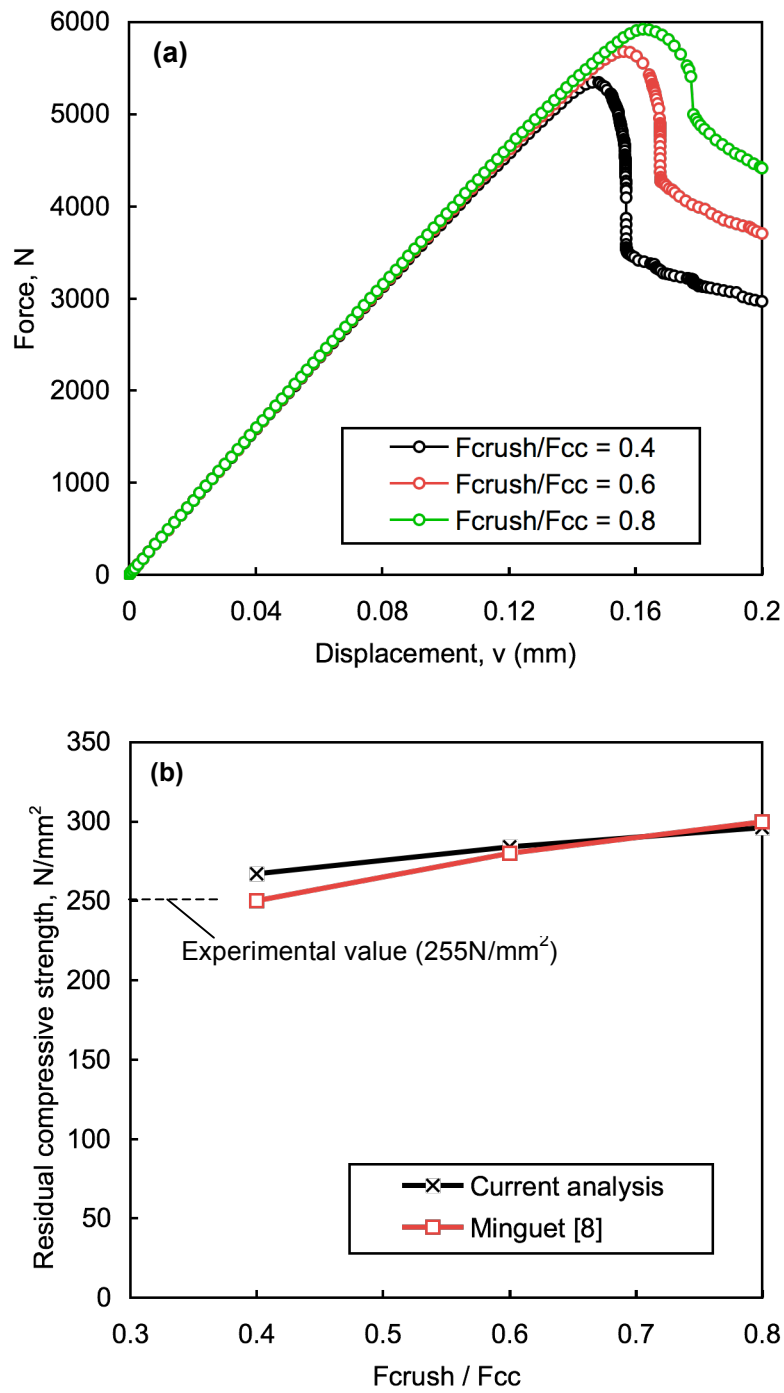 (a)
Force, N
6000
5000
4000
3000
2000
1000
0
Fcrush/Fcc = 0.4
Fcrush/Fcc = 0.6
Fcrush/Fcc = 0.8
0 0.04 0.08 0.12 0.16 0.2
Displacement, v (mm)
(b)
Residual compressive strength, N/mm²
350
300
250
200
150
100
50
0
Experimental value (255N/mm²)
Current analysis
Minguet [8]
0.3 0.4 0.5 0.6 0.7 0.8
Fcrush / Fcc